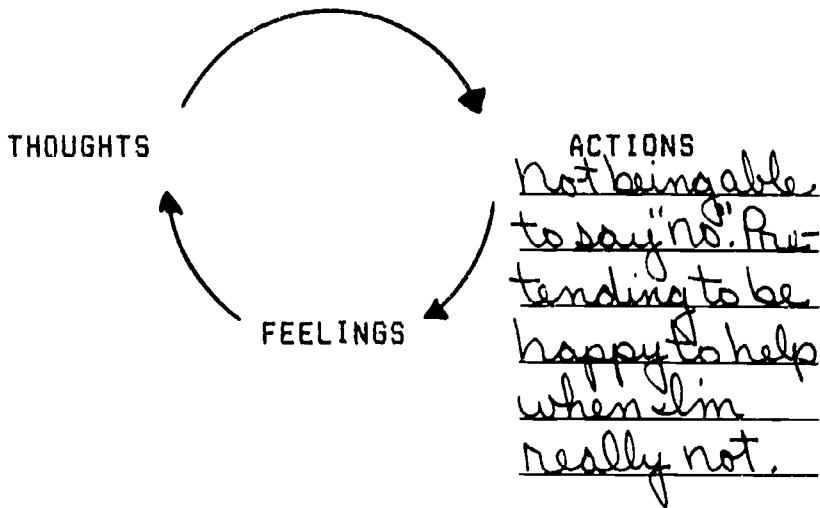 THOUGHTS
ACTIONS
Not being able
to say "no". Pre-
tending to be
happy to help
when I'm
really not.
FEELINGS